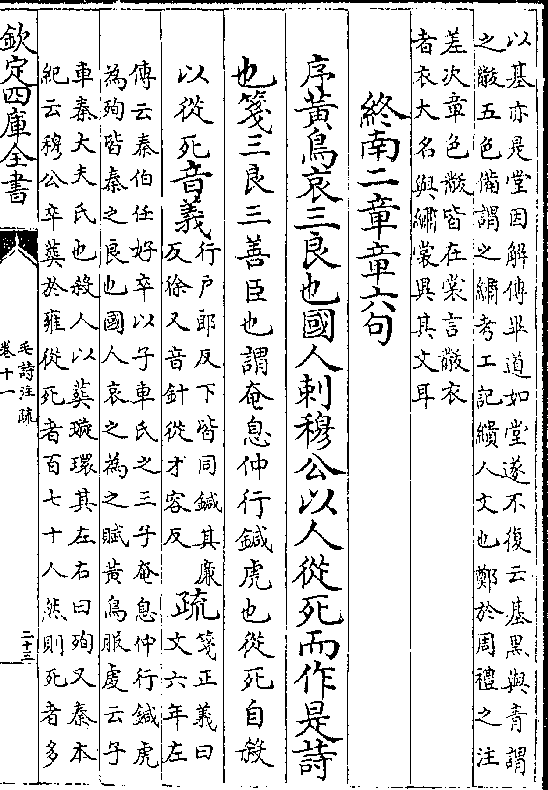 以基亦是堂因解傳畢道如堂遂不復云基黑與青謂
之黻五色備謂之繡考工記繢人文也鄭於周禮之注
差次章色黻皆在裳言黻衣
者衣大名與繡裳異其文耳
終南二章章六句
序黃鳥哀三良也國人刺穆公以人從死而作是詩
也箋三良三善臣也謂奄息仲行鍼虎也從死自殺
以從死音義
行戶郎反下皆同鍼其廉
反徐又音針從才容反
疏
箋正義曰
文六年左
傳云秦伯任好卒以子車氏之三子奄息仲行鍼虎
為殉皆秦之良也國人哀之為之賦黃鳥服虔云子
車秦大夫氏也殺人以葬璇環其左右曰殉又秦本
紀云穆公卒葬於雍從死者百七十人然則死者多
欽定四庫全書
毛詩注疏
卷十一
二十三